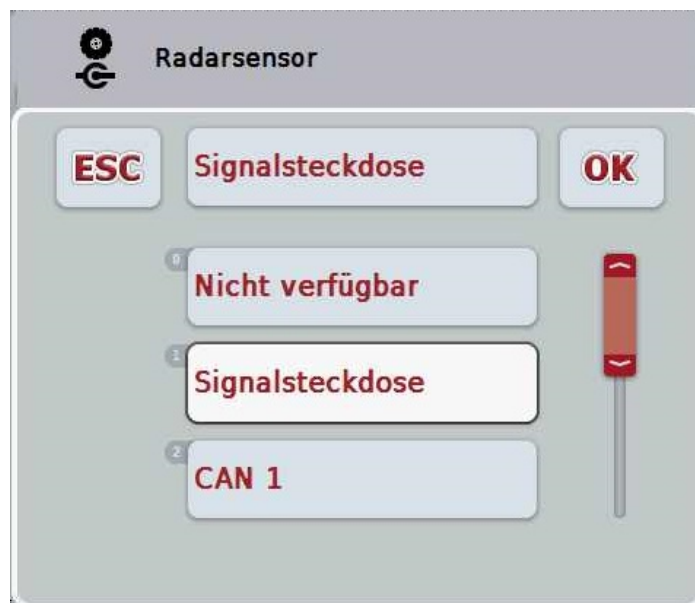 Radarsensor
ESC
Signalsteckdose
OK
0
Nicht verfügbar
1
Signalsteckdose
2
CAN 1